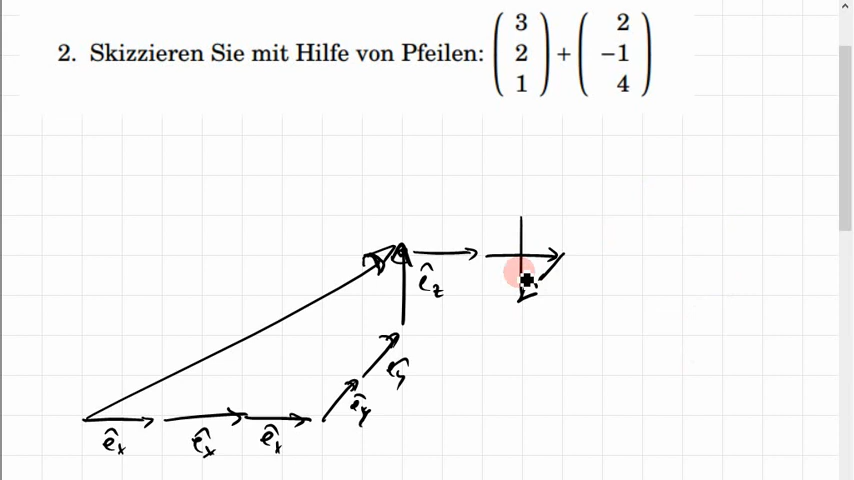 2. Skizzieren Sie mit Hilfe von Pfeilen: ( 3 2 1 ) + ( 2 −1 4 )
ê_z
ê_y
ê_y
ê_x ê_x ê_x